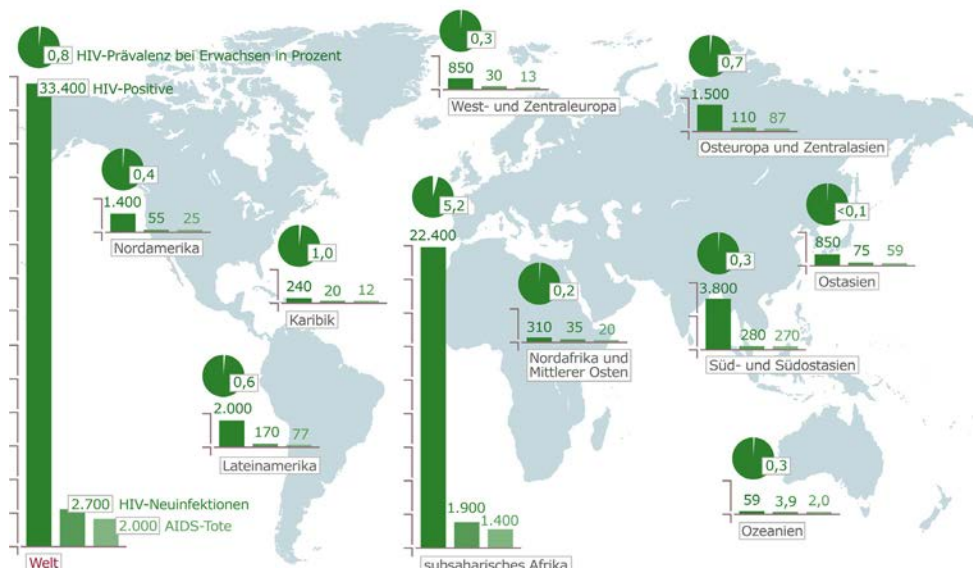 0,8 HIV-Prävalenz bei Erwachsen in Prozent
33.400 HIV-Positive
2.700 HIV-Neuinfektionen
2.000 AIDS-Tote
Welt
0,4
1.400 55 25
Nordamerika
1,0
240 20 12
Karibik
0,6
2.000 170 77
Lateinamerika
0,3
850 30 13
West- und Zentraleuropa
5,2
22.400
1.900
1.400
subsaharisches Afrika
0,2
310 35 20
Nordafrika und
Mittlerer Osten
0,7
1.500 110 87
Osteuropa und Zentralasien
<0,1
850 75 59
Ostasien
0,3
3.800
280 270
Süd- und Südostasien
0,3
59 3,9 2,0
Ozeanien